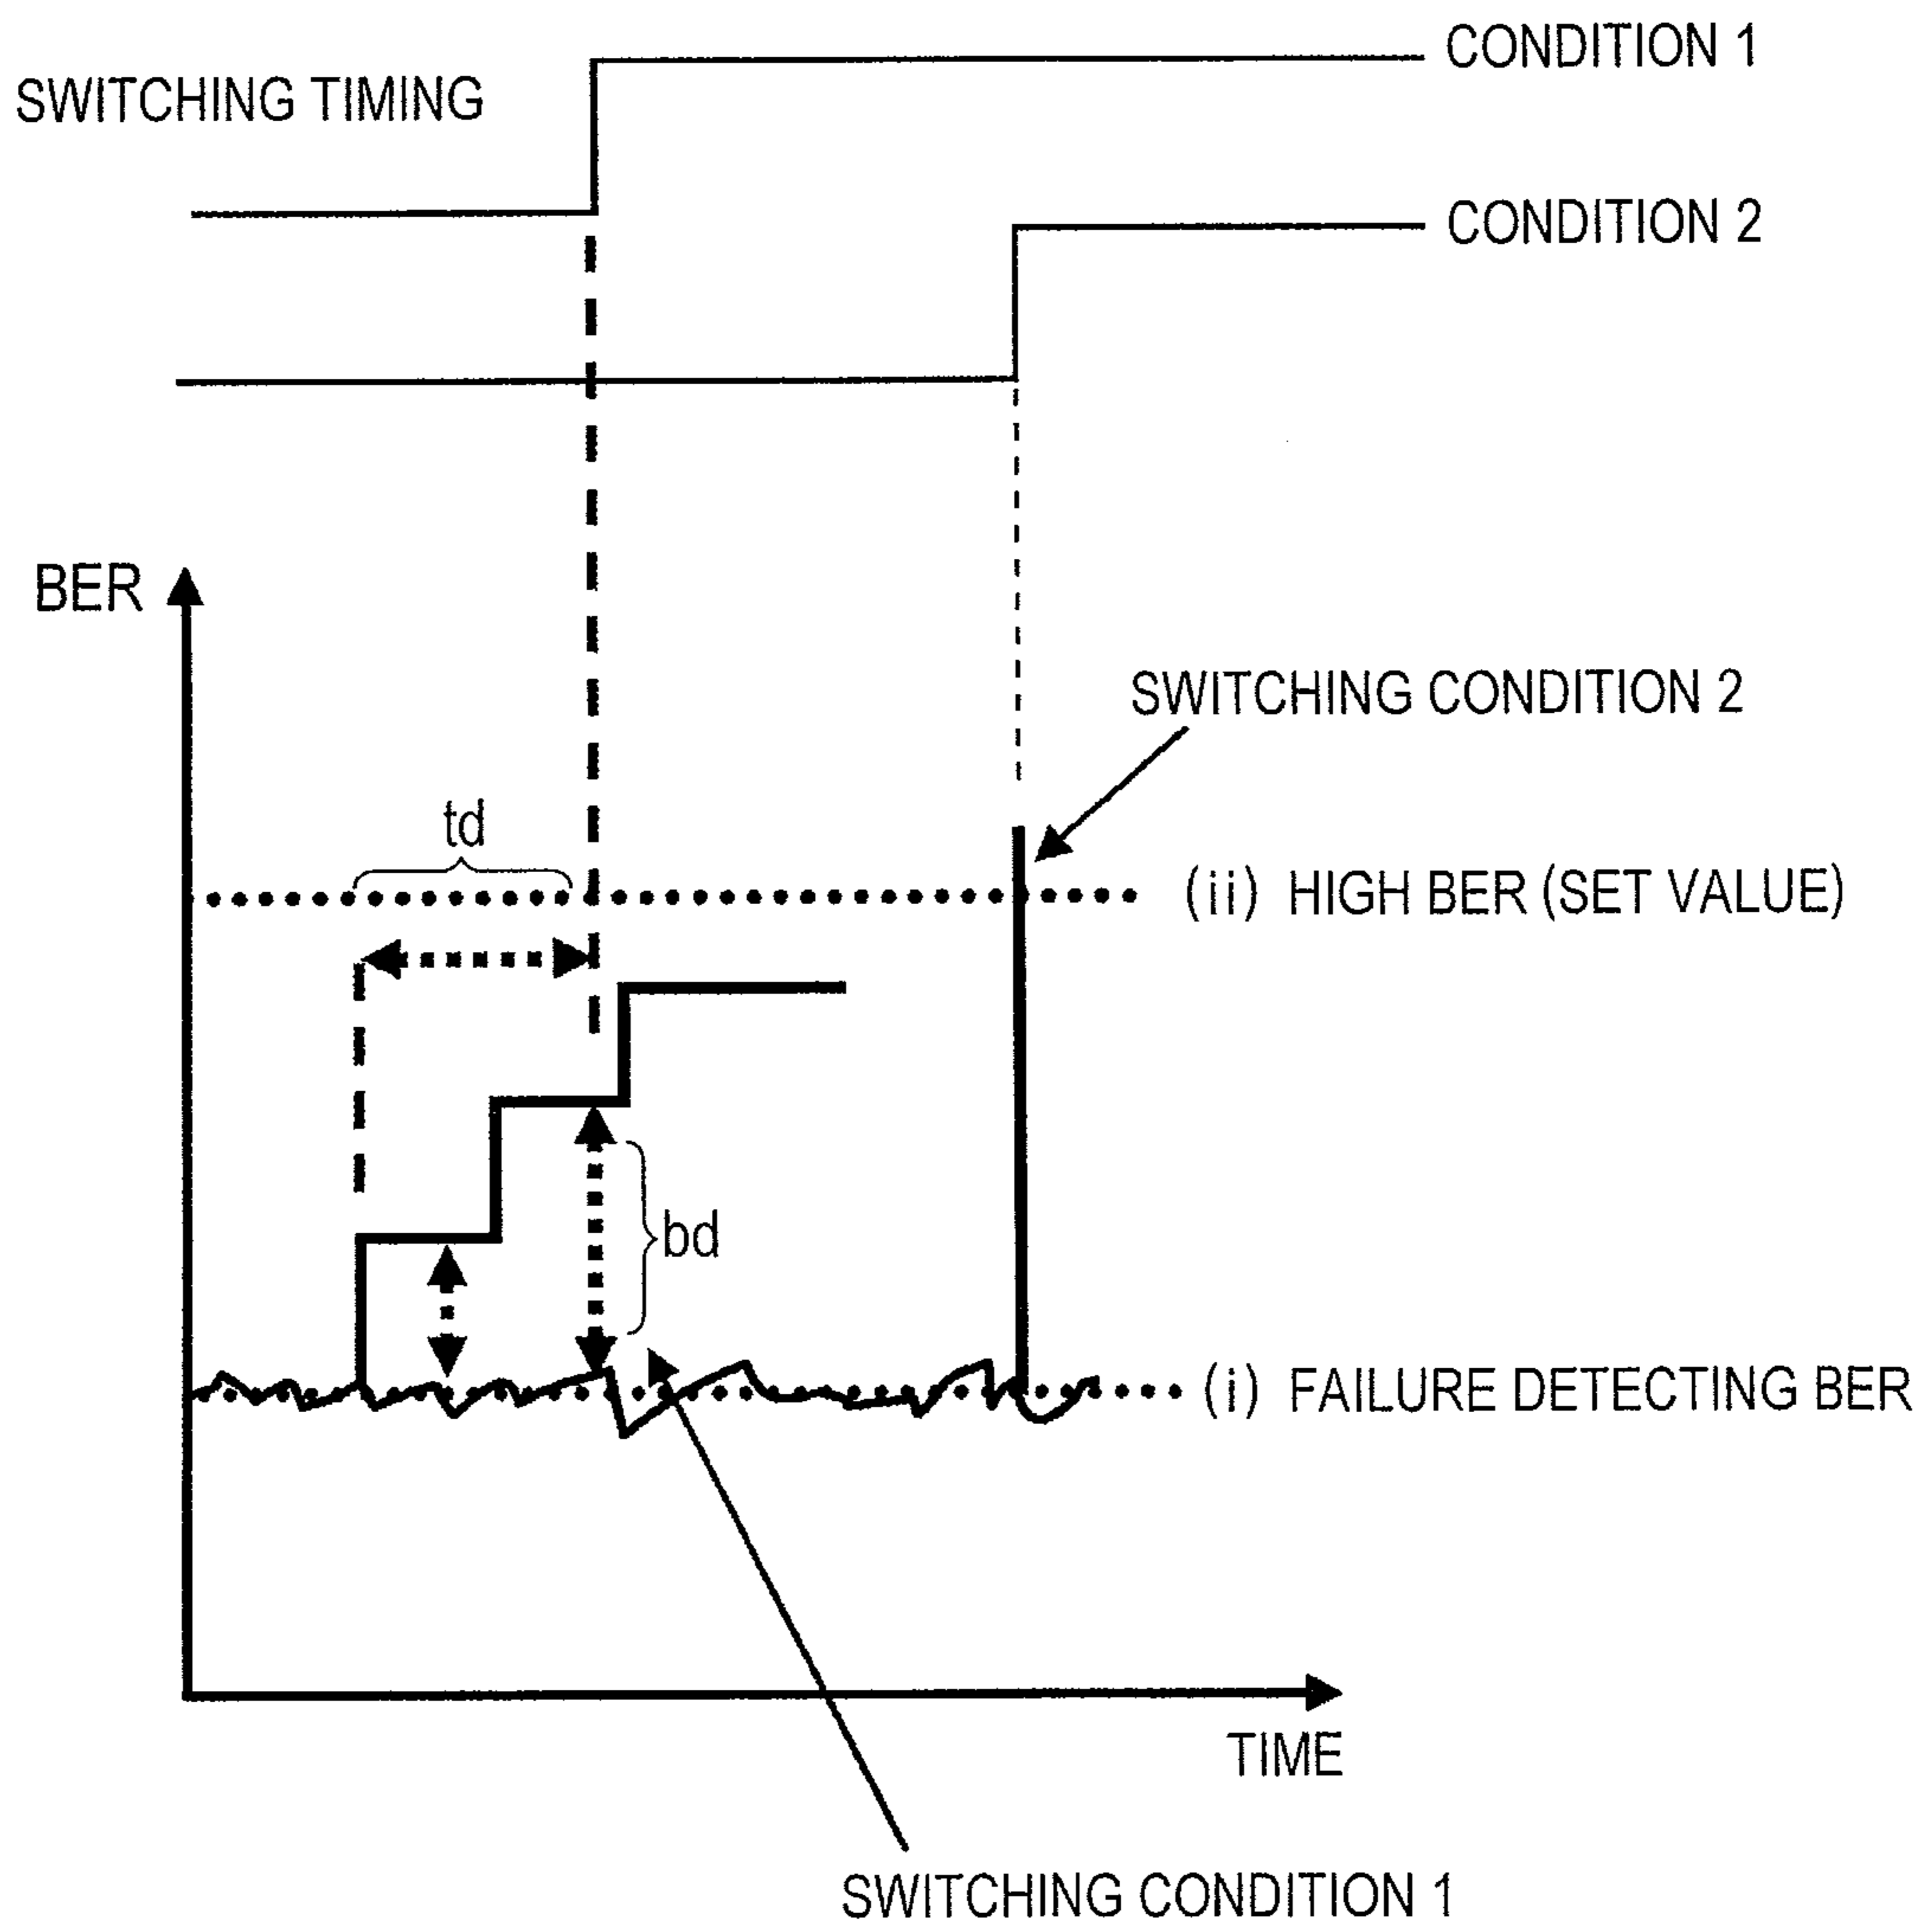 CONDITION 1
SWITCHING TIMING
CONDITION 2
BER
SWITCHING CONDITION 2
td
(ii) HIGH BER (SET VALUE)
bd
(i) FAILURE DETECTING BER
TIME
SWITCHING CONDITION 1